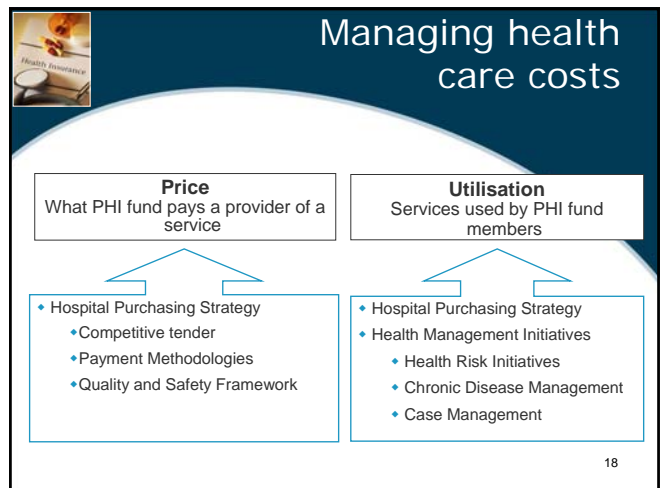 Health Insurance
Managing health
care costs
Price
What PHI fund pays a provider of a
service
Utilisation
Services used by PHI fund
members
Hospital Purchasing Strategy
Competitive tender
Payment Methodologies
Quality and Safety Framework
Hospital Purchasing Strategy
Health Management Initiatives
Health Risk Initiatives
Chronic Disease Management
Case Management
18